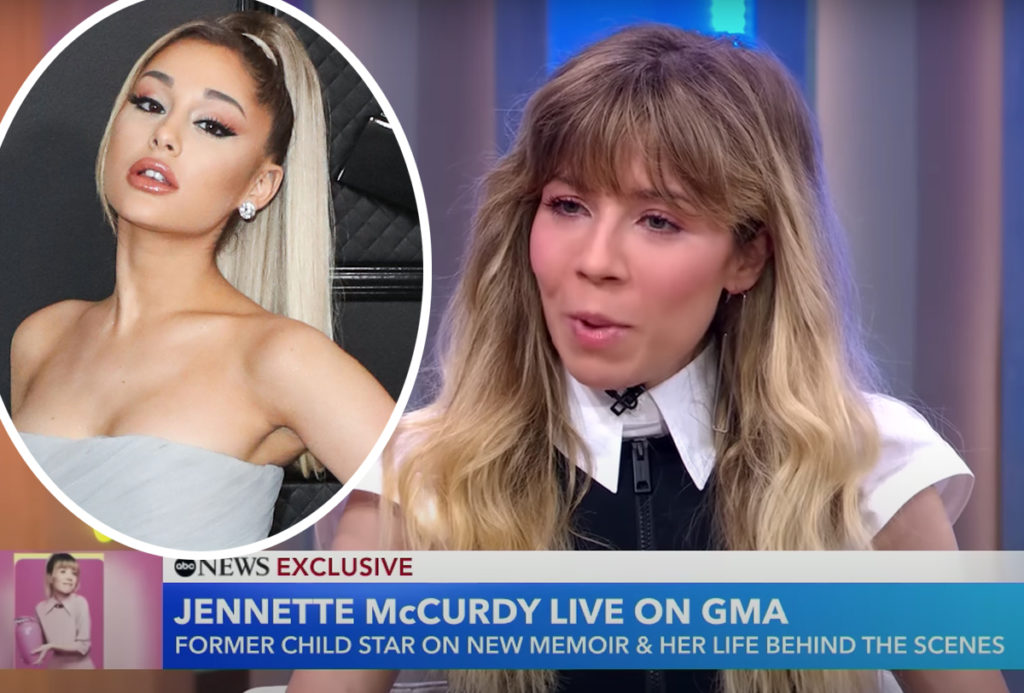 abc NEWS EXCLUSIVE
JENNETTE McCURDY LIVE ON GMA
FORMER CHILD STAR ON NEW MEMOIR & HER LIFE BEHIND THE SCENES